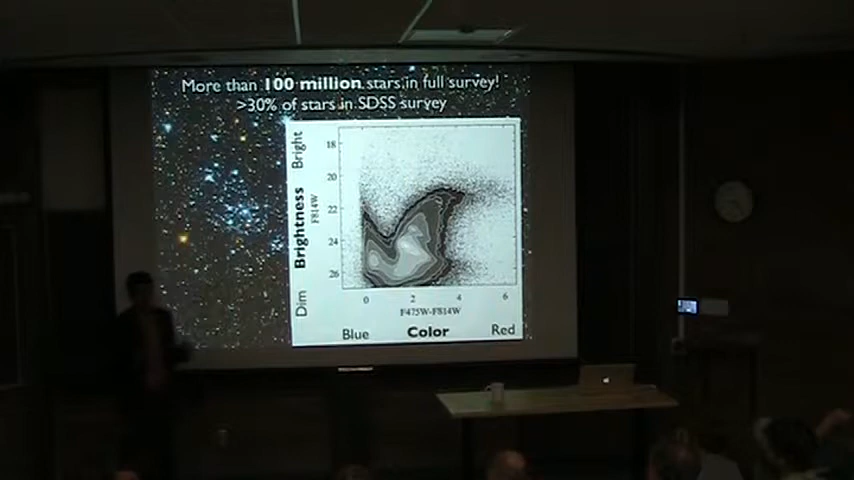 More than 100 million stars in full survey!
>30% of stars in SDSS survey
Bright
Brightness
Dim
F814W
18
20
22
24
26
0
2
4
6
F475W-F814W
Blue
Color
Red